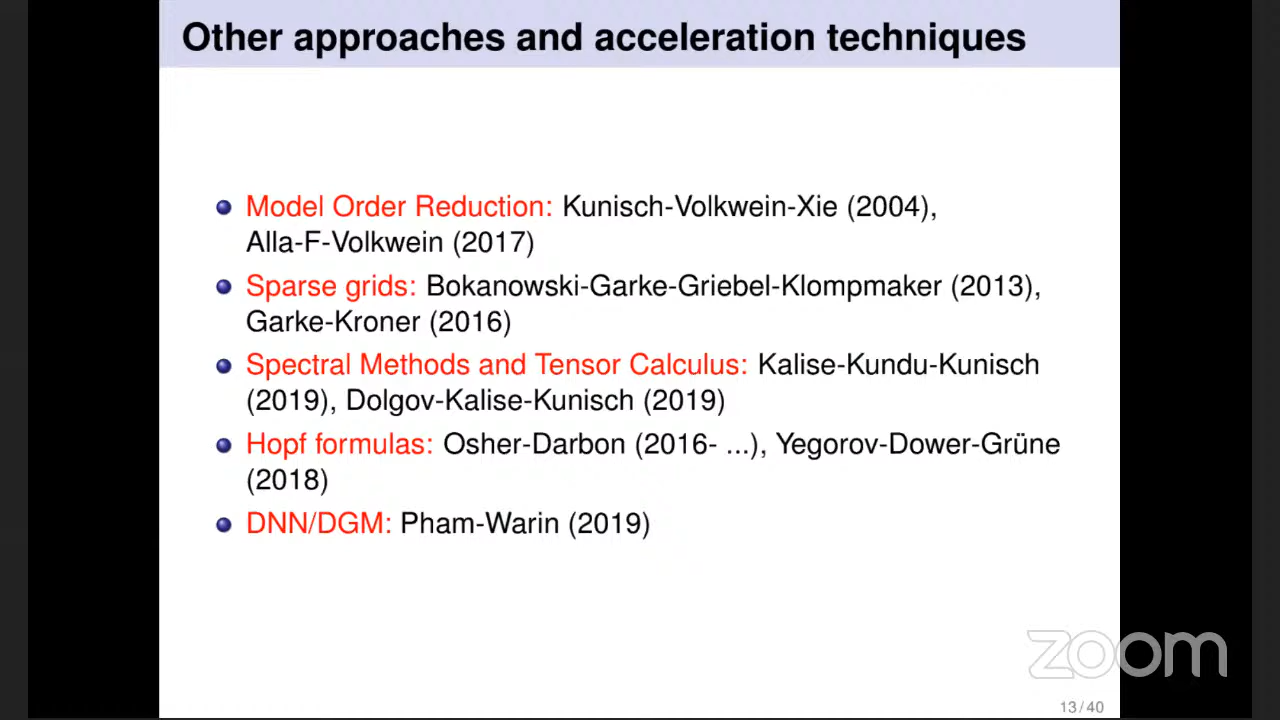 Other approaches and acceleration techniques
Model Order Reduction: Kunisch-Volkwein-Xie (2004),
Alla-F-Volkwein (2017)
Sparse grids: Bokanowski-Garke-Griebel-Klompmaker (2013),
Garke-Kroner (2016)
Spectral Methods and Tensor Calculus: Kalise-Kundu-Kunisch
(2019), Dolgov-Kalise-Kunisch (2019)
Hopf formulas: Osher-Darbon (2016- ...), Yegorov-Dower-Grüne
(2018)
DNN/DGM: Pham-Warin (2019)
zoom
13 / 40